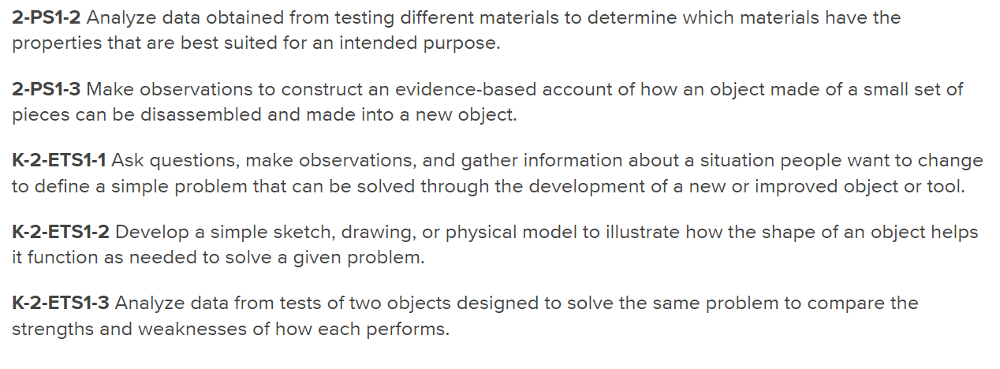 2-PS1-2 Analyze data obtained from testing different materials to determine which materials have the
properties that are best suited for an intended purpose.
2-PS1-3 Make observations to construct an evidence-based account of how an object made of a small set of
pieces can be disassembled and made into a new object.
K-2-ETS1-1 Ask questions, make observations, and gather information about a situation people want to change
to define a simple problem that can be solved through the development of a new or improved object or tool.
K-2-ETS1-2 Develop a simple sketch, drawing, or physical model to illustrate how the shape of an object helps
it function as needed to solve a given problem.
K-2-ETS1-3 Analyze data from tests of two objects designed to solve the same problem to compare the
strengths and weaknesses of how each performs.